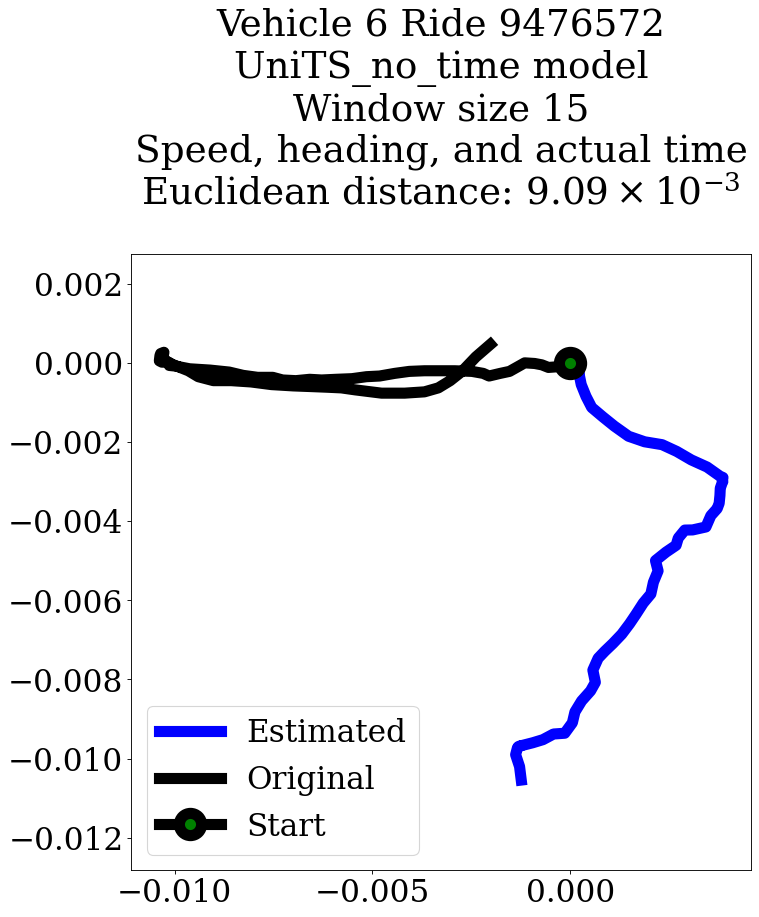 Vehicle 6 Ride 9476572
UniTS_no_time model
Window size 15
Speed, heading, and actual time
Euclidean distance: 9.09 × 10⁻³
0.002
0.000
−0.002
−0.004
−0.006
−0.008
−0.010
−0.012
Estimated
Original
Start
−0.010
−0.005
0.000